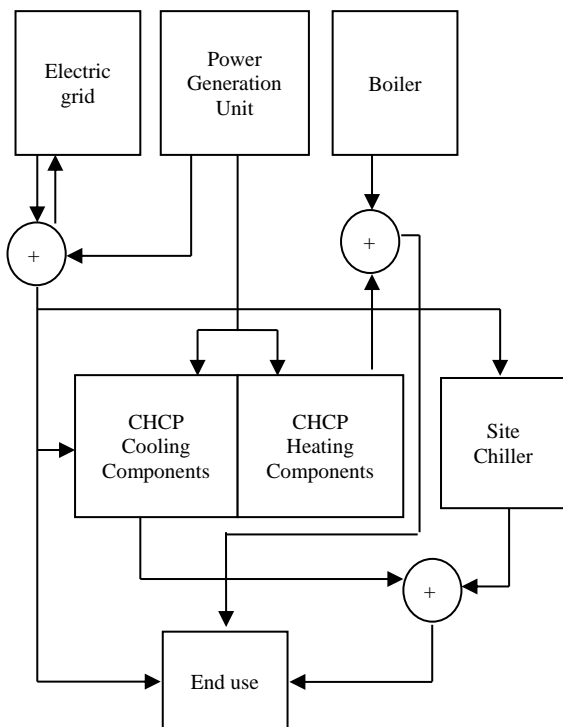 Electric
grid
Power
Generation
Unit
Boiler
+
+
CHCP
Cooling
Components
CHCP
Heating
Components
Site
Chiller
+
End use